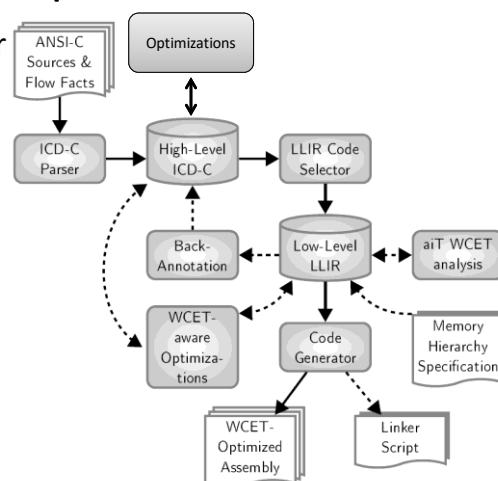 ANSI-C
Sources &
Flow Facts
Optimizations
ICD-C
Parser
High-Level
ICD-C
LLIR Code
Selector
Back-
Annotation
Low-Level
LLIR
aiT WCET
analysis
WCET-
aware
Optimiza-
tions
Code
Generator
Memory
Hierarchy
Specification
WCET-
Optimized
Assembly
Linker
Script